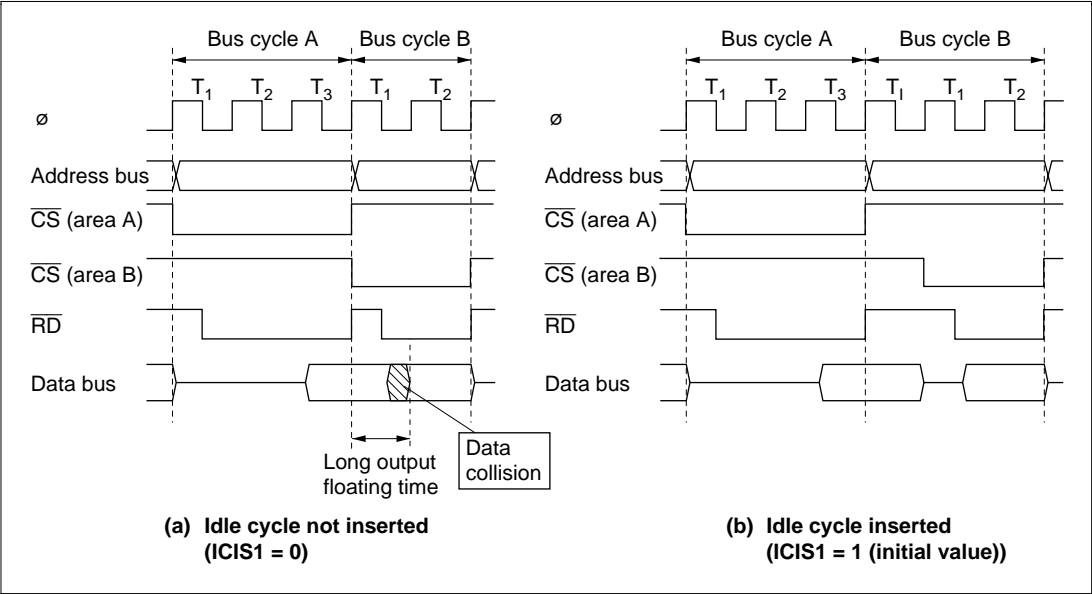 Bus cycle A Bus cycle B
T1 T2 T3 T1 T2
ø
Address bus
CS (area A)
CS (area B)
RD
Data bus
Long output
floating time
Data
collision
(a) Idle cycle not inserted
(ICIS1 = 0)
Bus cycle A Bus cycle B
T1 T2 T3 TI T1 T2
ø
Address bus
CS (area A)
CS (area B)
RD
Data bus
(b) Idle cycle inserted
(ICIS1 = 1 (initial value))